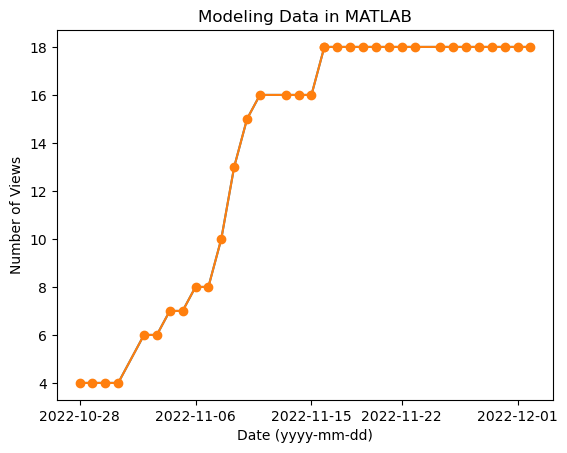 Modeling Data in MATLAB
Number of Views
18
16
14
12
10
8
6
4
2022-10-28 2022-11-06 2022-11-15 2022-11-22 2022-12-01
Date (yyyy-mm-dd)